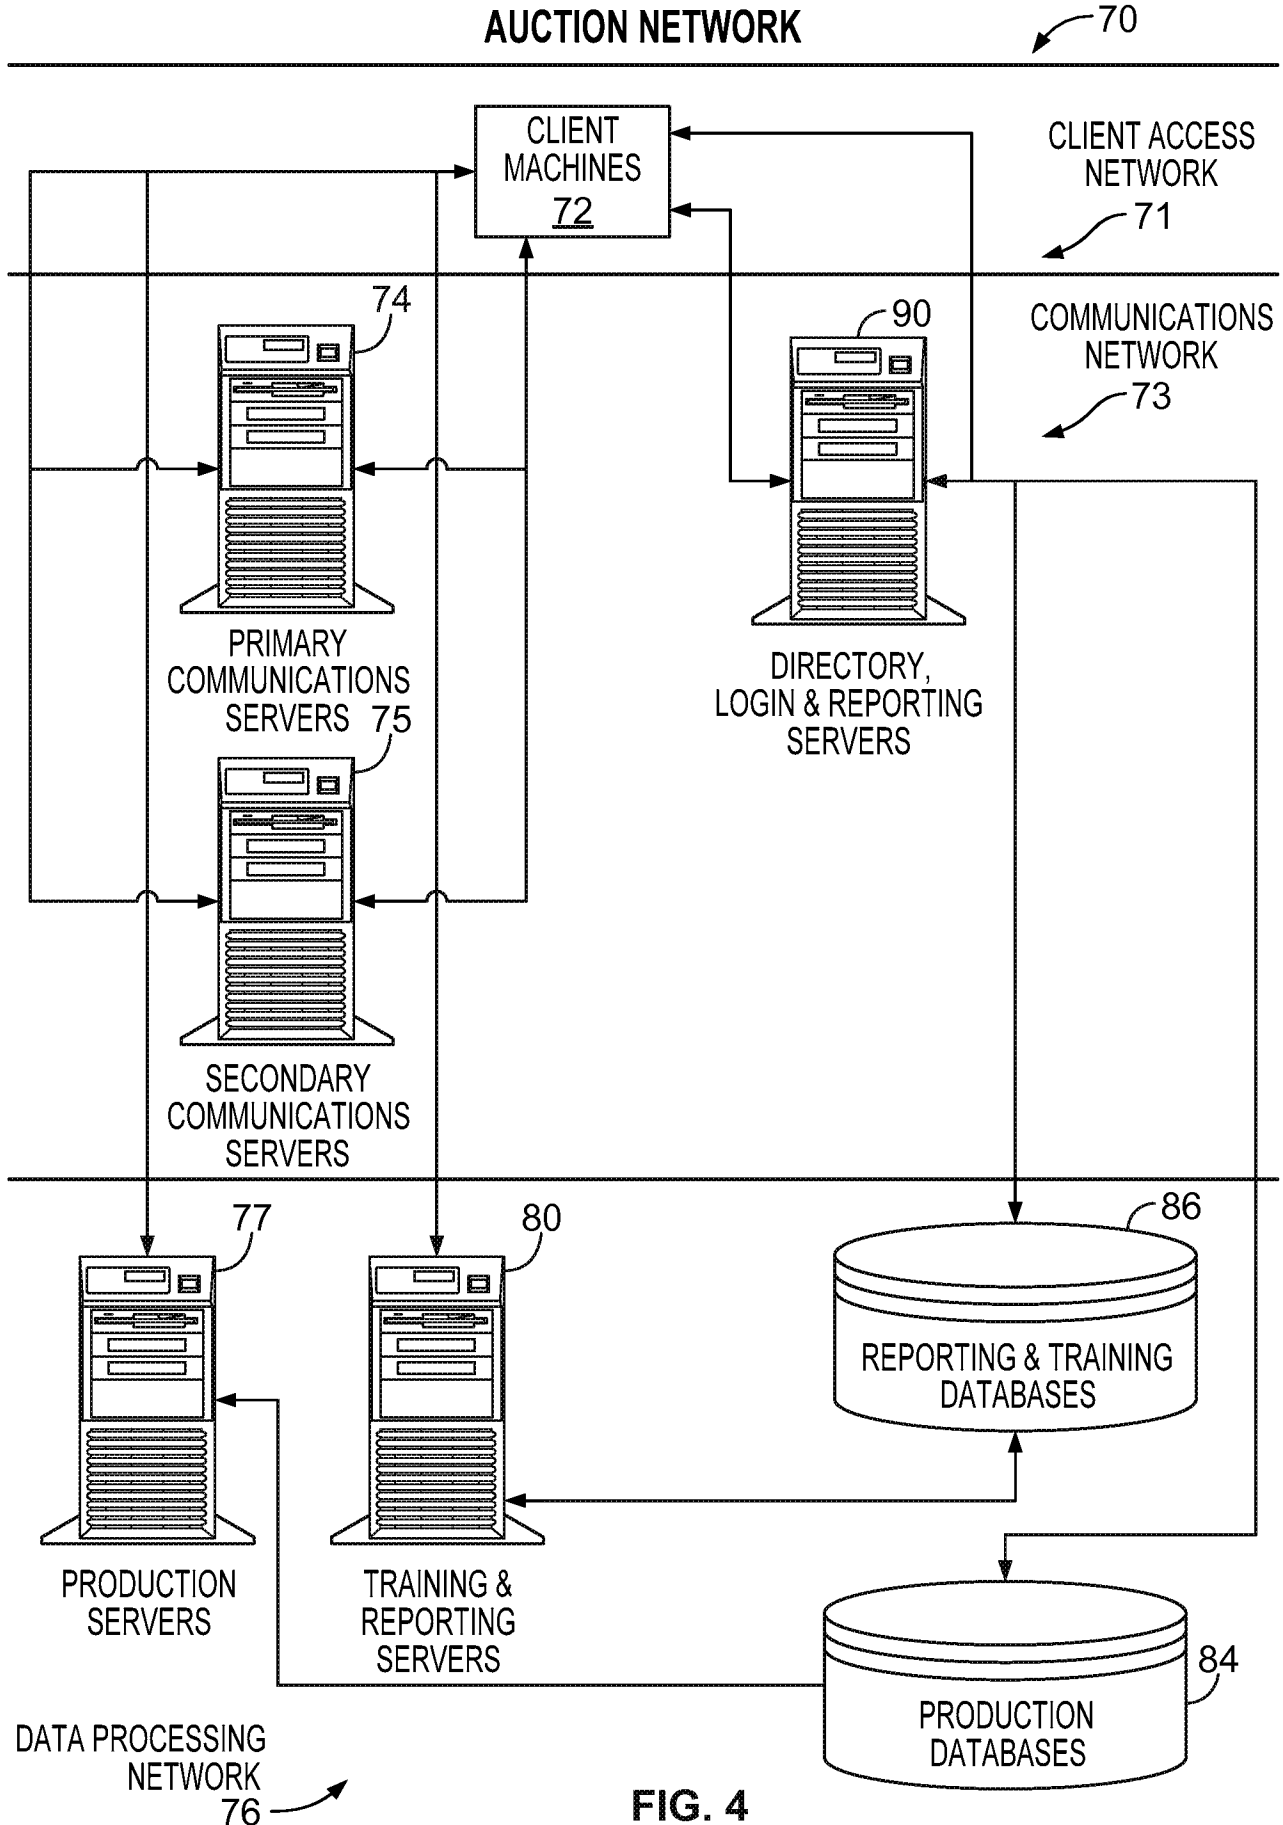 AUCTION NETWORK
70
CLIENT
MACHINES
72
CLIENT ACCESS
NETWORK
71
74
90
COMMUNICATIONS
NETWORK
73
PRIMARY
COMMUNICATIONS
SERVERS
75
DIRECTORY,
LOGIN & REPORTING
SERVERS
SECONDARY
COMMUNICATIONS
SERVERS
77
80
86
REPORTING & TRAINING
DATABASES
PRODUCTION
SERVERS
TRAINING &
REPORTING
SERVERS
84
PRODUCTION
DATABASES
DATA PROCESSING
NETWORK
76
FIG. 4